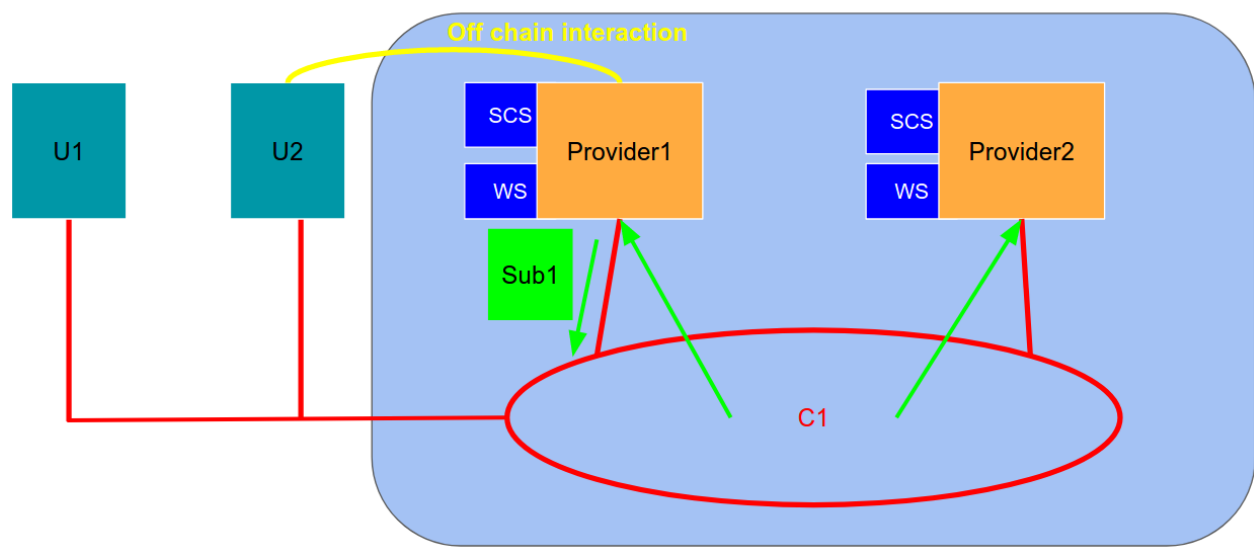 Off chain interaction
U1
U2
SCS
Provider1
WS
SCS
Provider2
WS
Sub1
C1